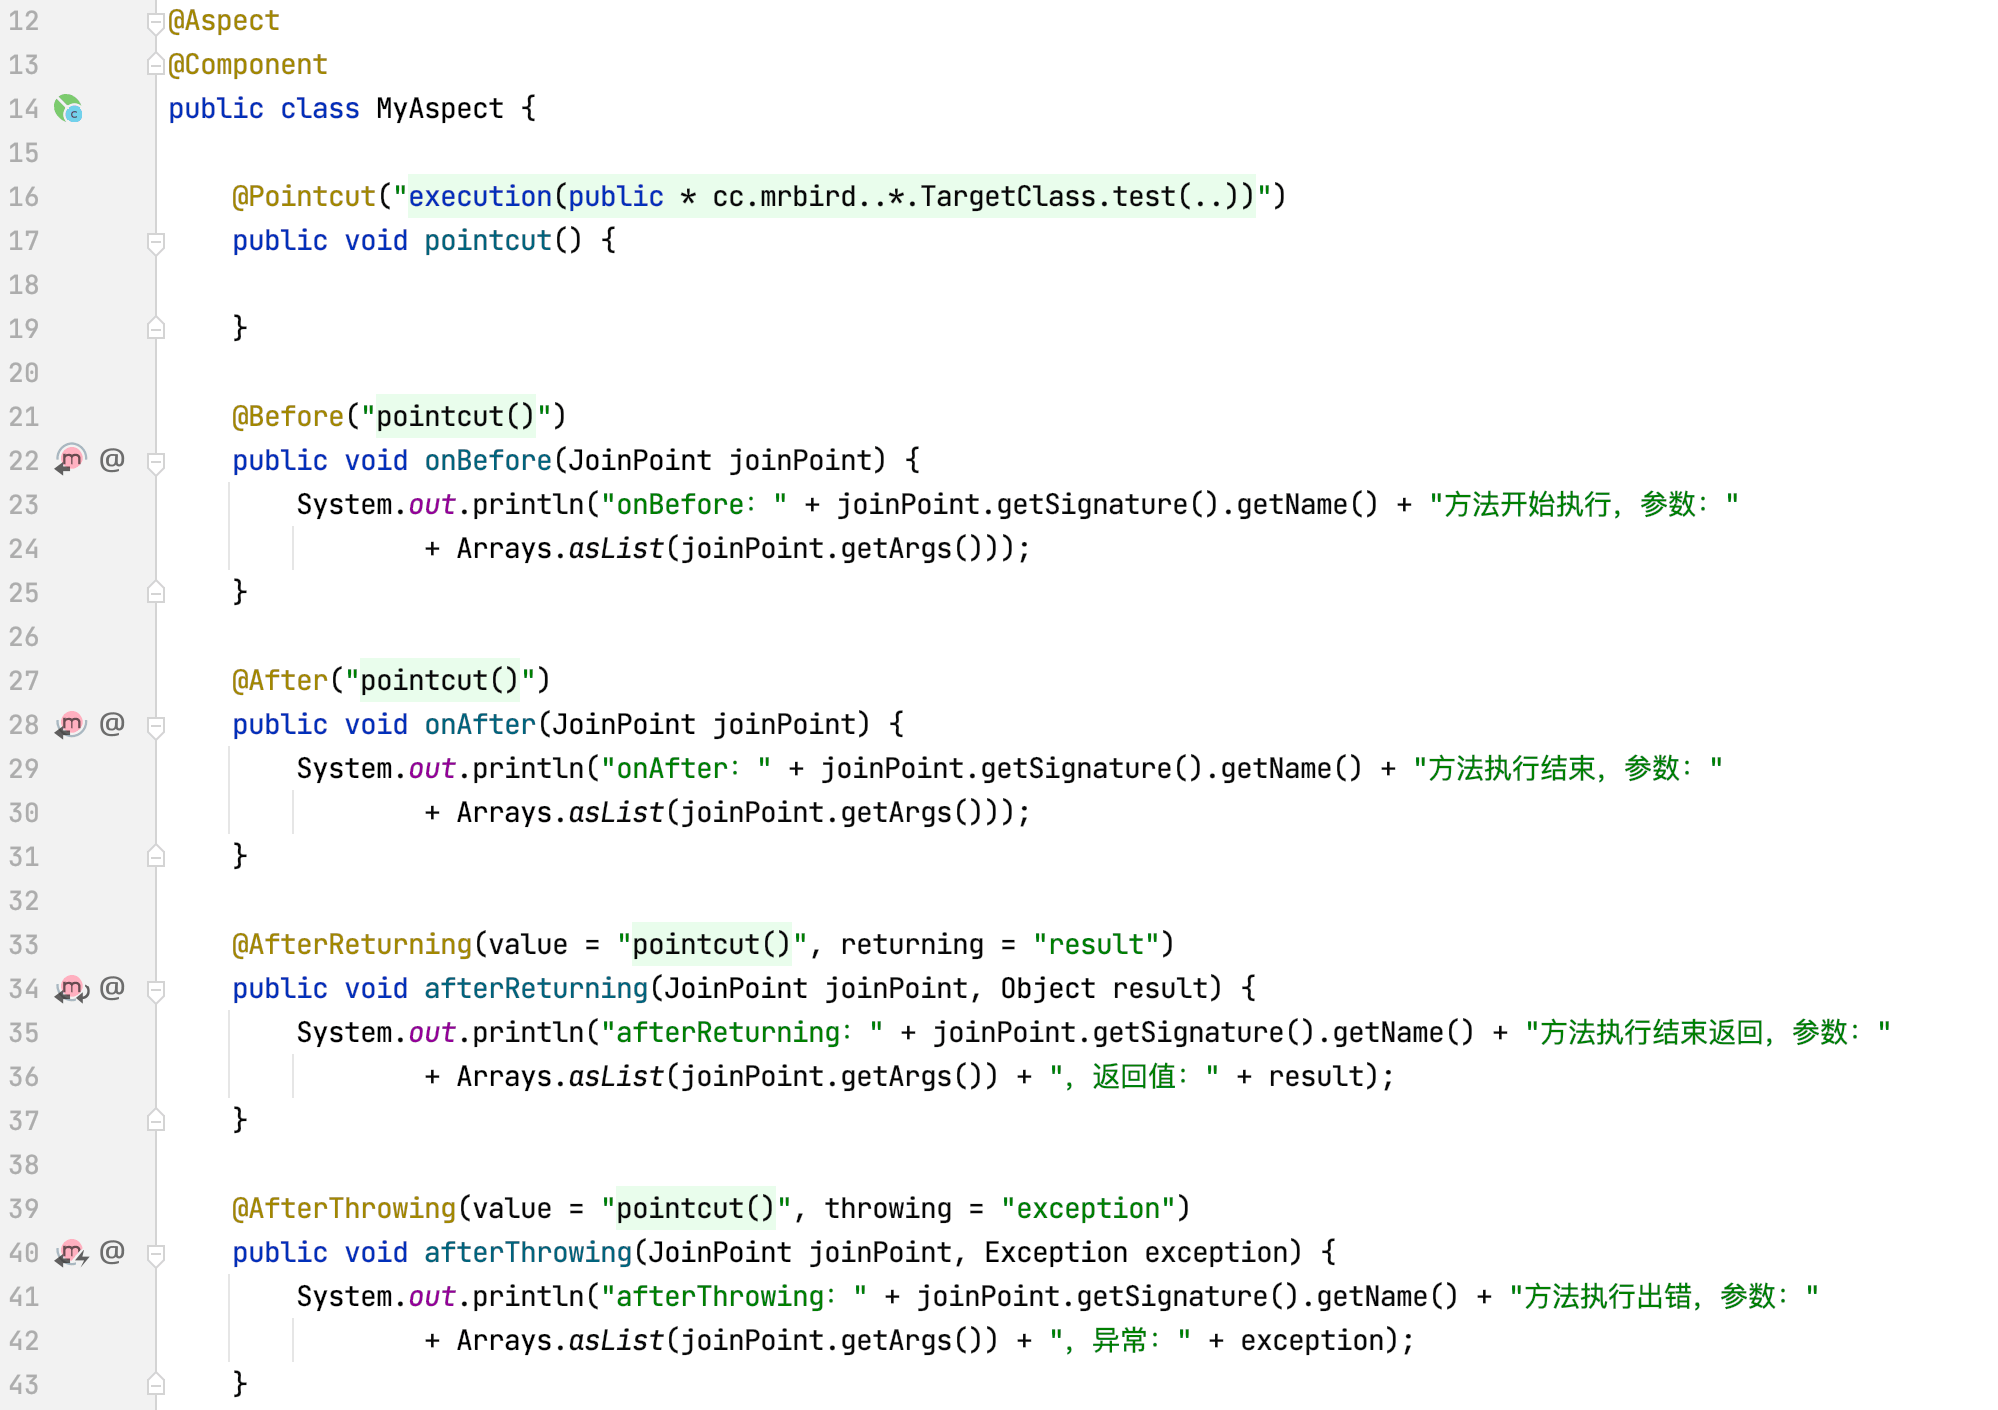 12 @Aspect
13 @Component
14 public class MyAspect {
15
16 @Pointcut("execution(public * cc.mrbird..*.TargetClass.test(..))")
17 public void pointcut() {
18
19 }
20
21 @Before("pointcut()")
22 @ public void onBefore(JoinPoint joinPoint) {
23 System.out.println("onBefore：" + joinPoint.getSignature().getName() + "方法开始执行，参数："
24 + Arrays.asList(joinPoint.getArgs()));
25 }
26
27 @After("pointcut()")
28 @ public void onAfter(JoinPoint joinPoint) {
29 System.out.println("onAfter：" + joinPoint.getSignature().getName() + "方法执行结束，参数："
30 + Arrays.asList(joinPoint.getArgs()));
31 }
32
33 @AfterReturning(value = "pointcut()", returning = "result")
34 @ public void afterReturning(JoinPoint joinPoint, Object result) {
35 System.out.println("afterReturning：" + joinPoint.getSignature().getName() + "方法执行结束返回，参数："
36 + Arrays.asList(joinPoint.getArgs()) + "，返回值：" + result);
37 }
38
39 @AfterThrowing(value = "pointcut()", throwing = "exception")
40 @ public void afterThrowing(JoinPoint joinPoint, Exception exception) {
41 System.out.println("afterThrowing：" + joinPoint.getSignature().getName() + "方法执行出错，参数："
42 + Arrays.asList(joinPoint.getArgs()) + "，异常：" + exception);
43 }